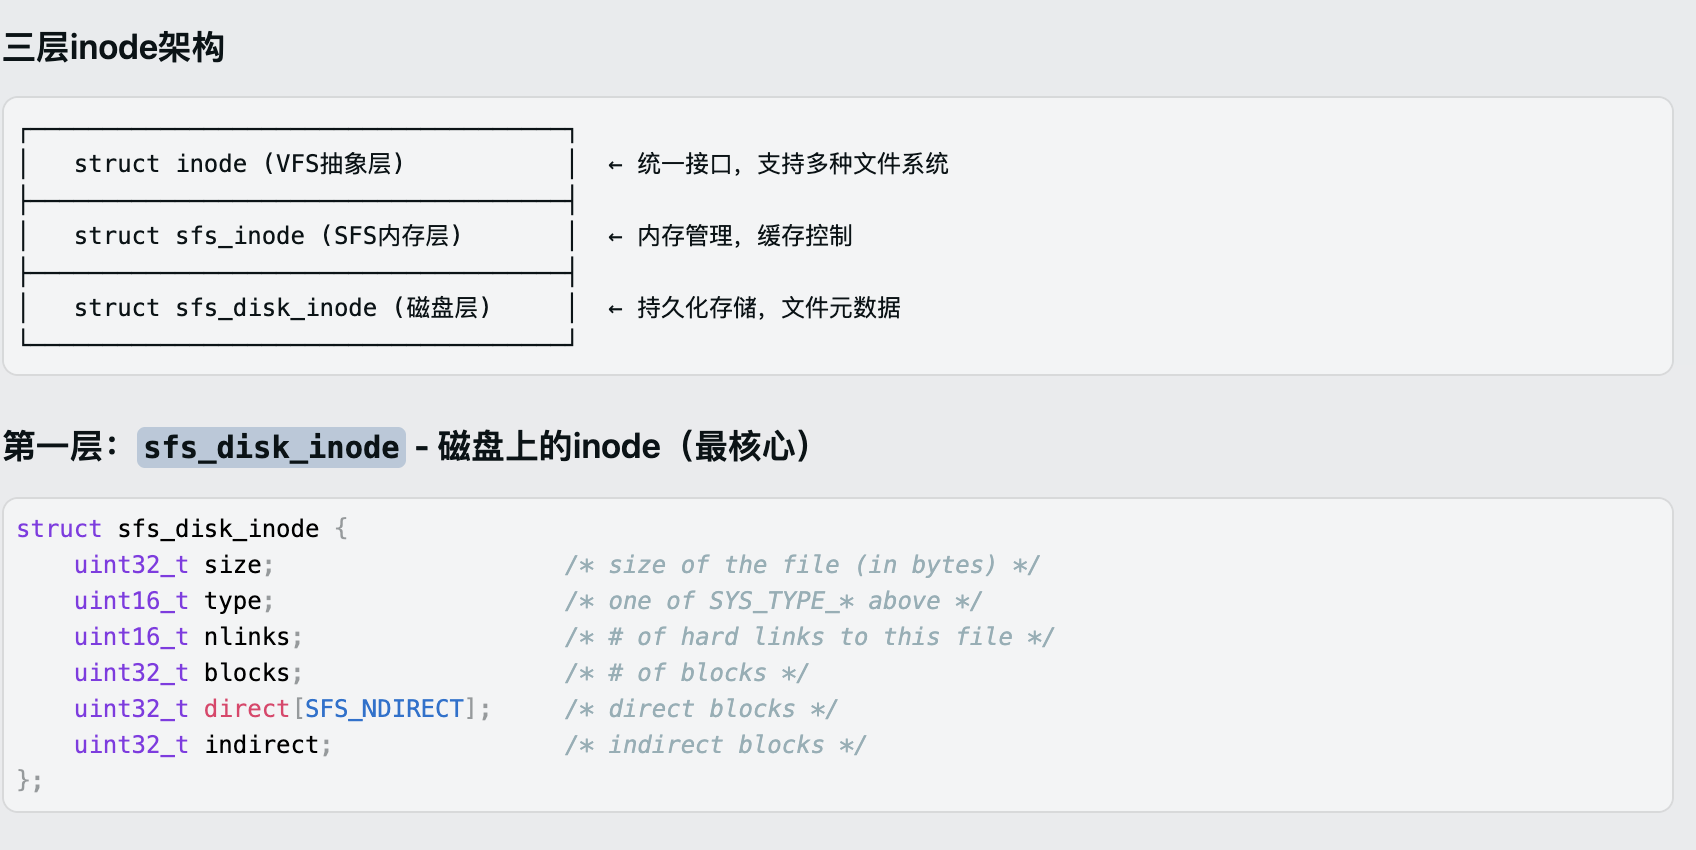 三层inode架构
struct inode (VFS抽象层) ← 统一接口，支持多种文件系统
struct sfs_inode (SFS内存层) ← 内存管理，缓存控制
struct sfs_disk_inode (磁盘层) ← 持久化存储，文件元数据
第一层：sfs_disk_inode - 磁盘上的inode（最核心）
struct sfs_disk_inode {
    uint32_t size;                    /* size of the file (in bytes) */
    uint16_t type;                    /* one of SYS_TYPE_* above */
    uint16_t nlinks;                  /* # of hard links to this file */
    uint32_t blocks;                  /* # of blocks */
    uint32_t direct[SFS_NDIRECT];     /* direct blocks */
    uint32_t indirect;                /* indirect blocks */
};